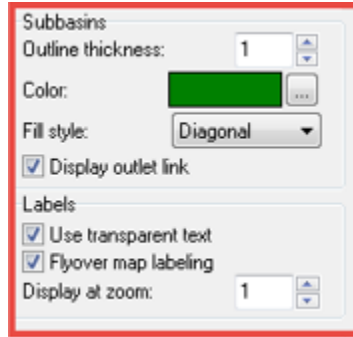 Subbasins
Outline thickness: 1
Color: ...
Fill style: Diagonal
Display outlet link
Labels
Use transparent text
Flyover map labeling
Display at zoom: 1